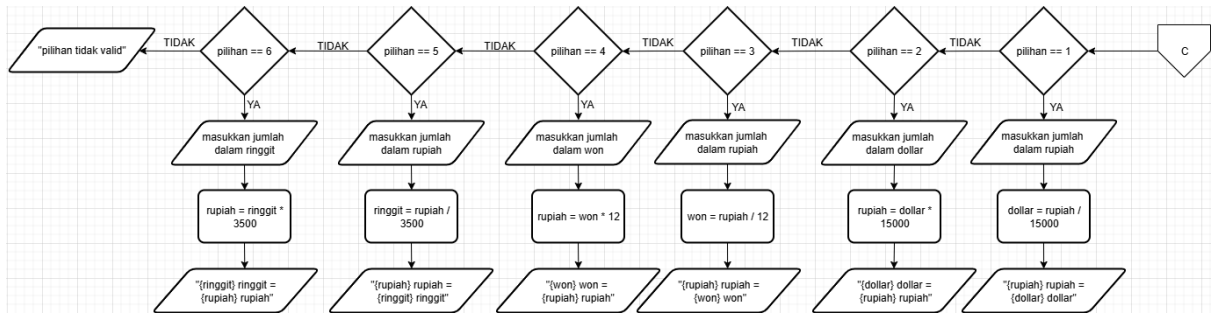 "pilihan tidak valid"
TIDAK
pilihan == 6
TIDAK
pilihan == 5
TIDAK
pilihan == 4
TIDAK
pilihan == 3
TIDAK
pilihan == 2
TIDAK
pilihan == 1
C
YA
YA
YA
YA
YA
YA
masukkan jumlah
dalam ringgit
masukkan jumlah
dalam rupiah
masukkan jumlah
dalam won
masukkan jumlah
dalam rupiah
masukkan jumlah
dalam dollar
masukkan jumlah
dalam rupiah
rupiah = ringgit *
3500
ringgit = rupiah /
3500
rupiah = won * 12
won = rupiah / 12
rupiah = dollar *
15000
dollar = rupiah /
15000
"{ringgit} ringgit =
{rupiah} rupiah"
"{rupiah} rupiah =
{ringgit} ringgit"
"{won} won =
{rupiah} rupiah"
"{rupiah} rupiah =
{won} won"
"{dollar} dollar =
{rupiah} rupiah"
"{rupiah} rupiah =
{dollar} dollar"